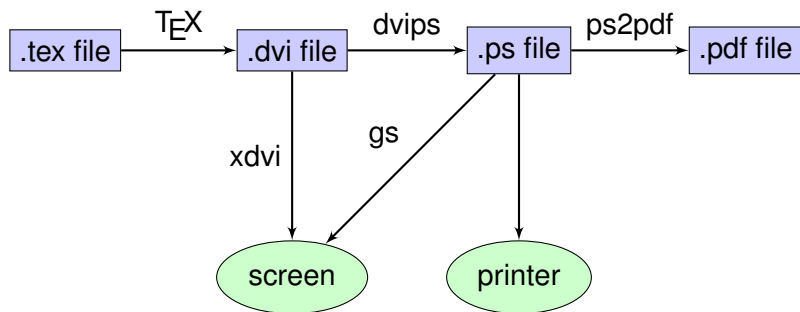 TEX
dvips
ps2pdf
.tex file
.dvi file
.ps file
.pdf file
xdvi
gs
screen
printer